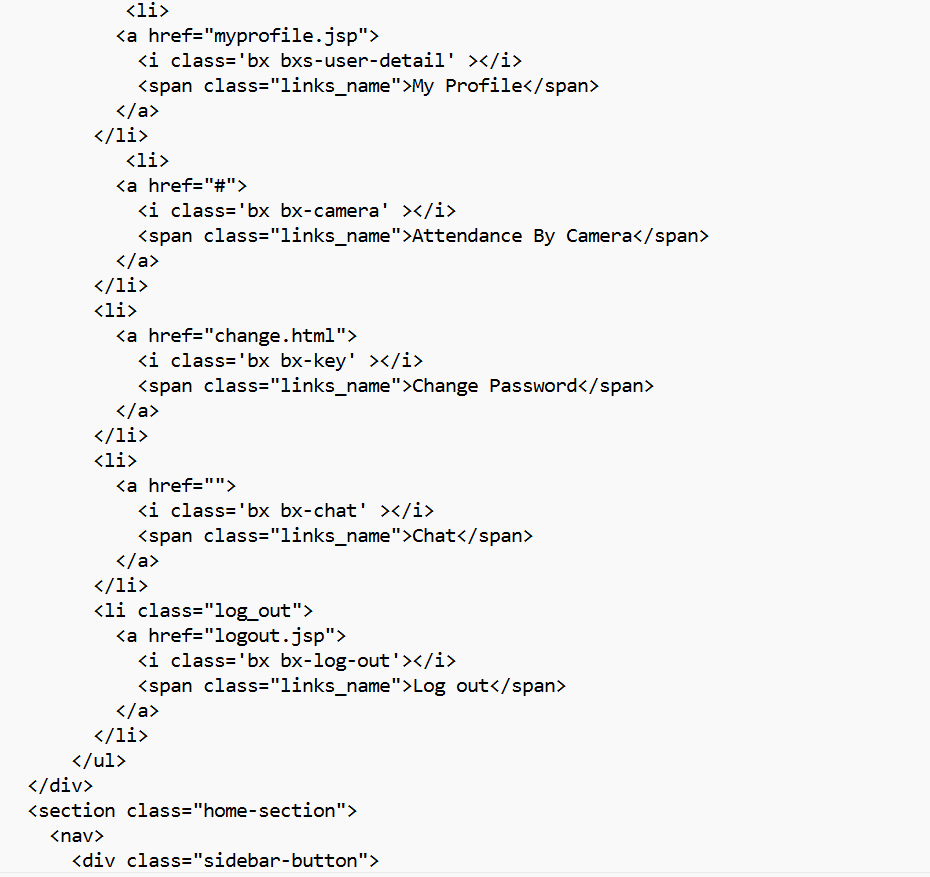 <li>
<a href="myprofile.jsp">
<i class='bx bxs-user-detail' ></i>
<span class="links_name">My Profile</span>
</a>
</li>
<li>
<a href="#">
<i class='bx bx-camera' ></i>
<span class="links_name">Attendance By Camera</span>
</a>
</li>
<li>
<a href="change.html">
<i class='bx bx-key' ></i>
<span class="links_name">Change Password</span>
</a>
</li>
<li>
<a href="">
<i class='bx bx-chat' ></i>
<span class="links_name">Chat</span>
</a>
</li>
<li class="log_out">
<a href="logout.jsp">
<i class='bx bx-log-out'></i>
<span class="links_name">Log out</span>
</a>
</li>
</ul>
</div>
<section class="home-section">
<nav>
<div class="sidebar-button">